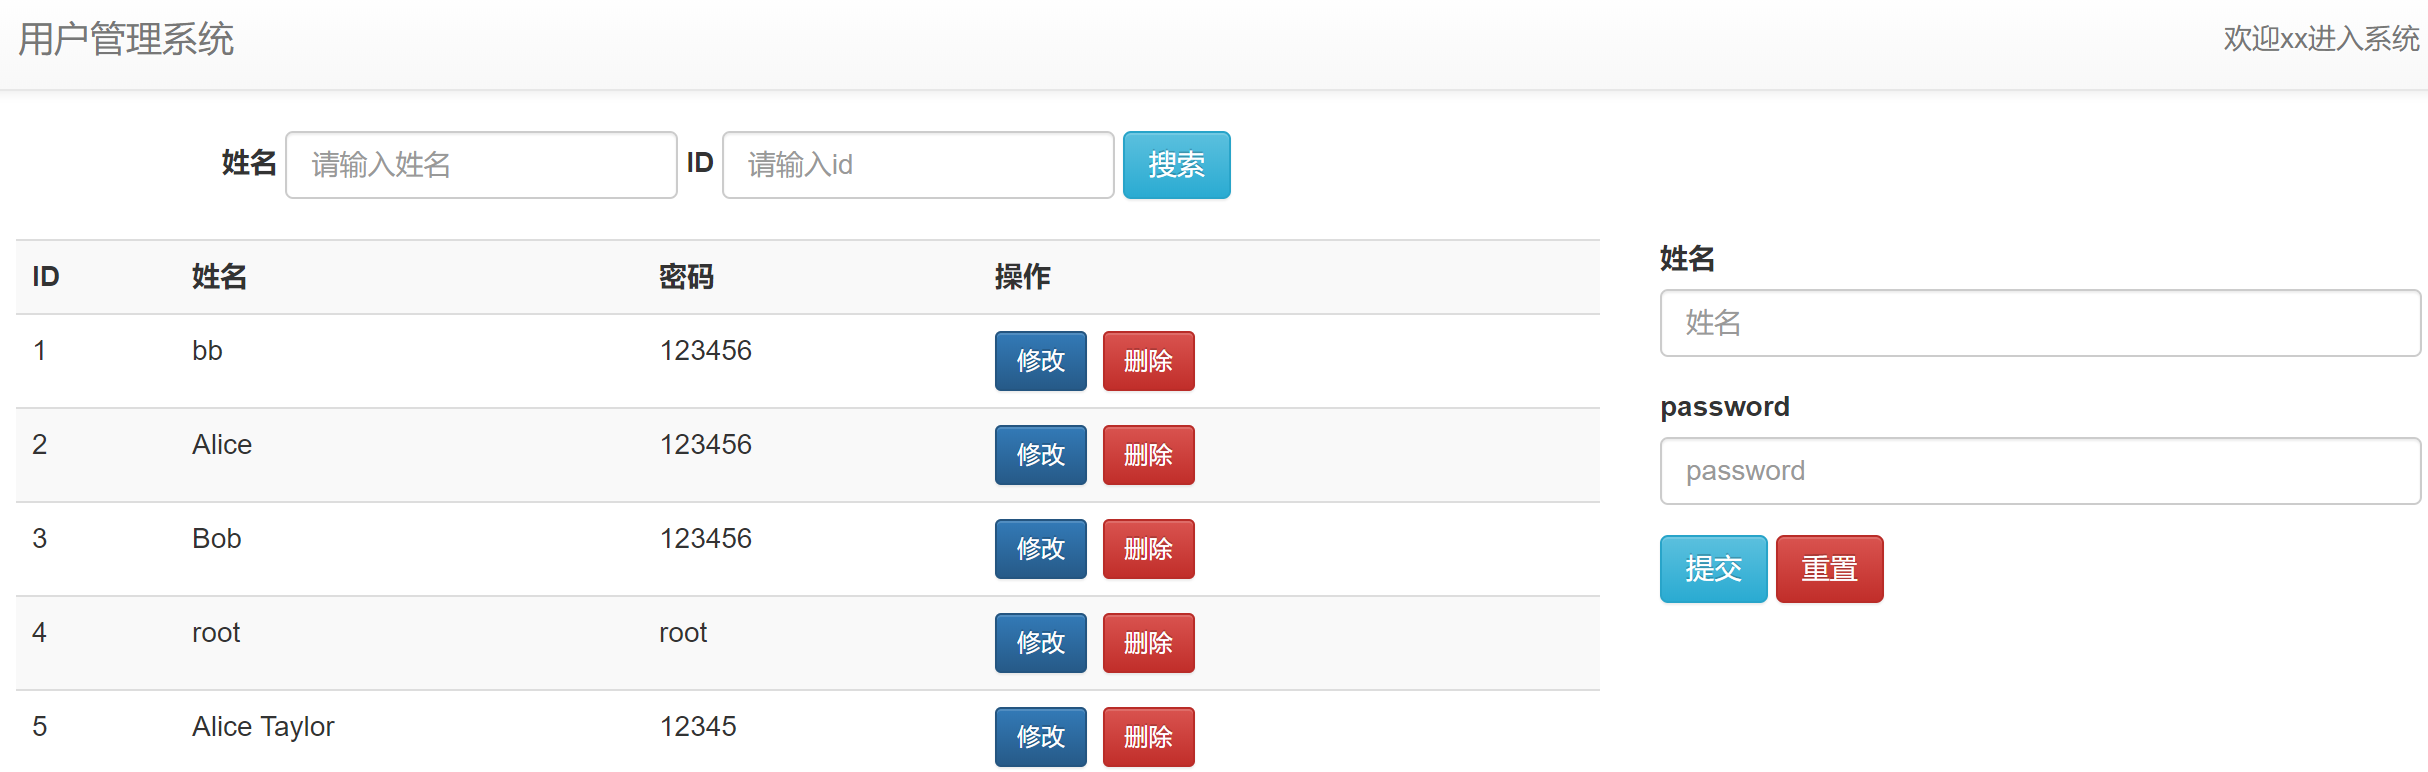 用户管理系统 欢迎xx进入系统
姓名 请输入姓名 ID 请输入id 搜索
ID 姓名 密码 操作
1 bb 123456 修改 删除
2 Alice 123456 修改 删除
3 Bob 123456 修改 删除
4 root root 修改 删除
5 Alice Taylor 12345 修改 删除
姓名
姓名
password
password
提交 重置